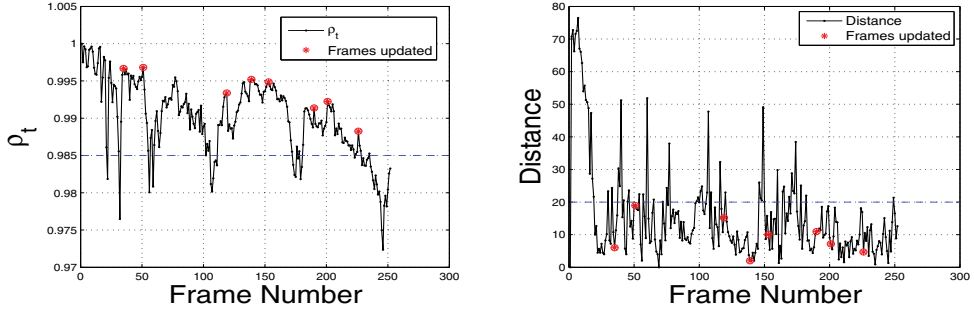 1.005
1
0.995
0.99
0.985
0.98
0.975
0.97
ρt
0 50 100 150 200 250 300
Frame Number
ρt
Frames updated
80
70
60
50
40
30
20
10
0
Distance
0 50 100 150 200 250 300
Frame Number
Distance
Frames updated